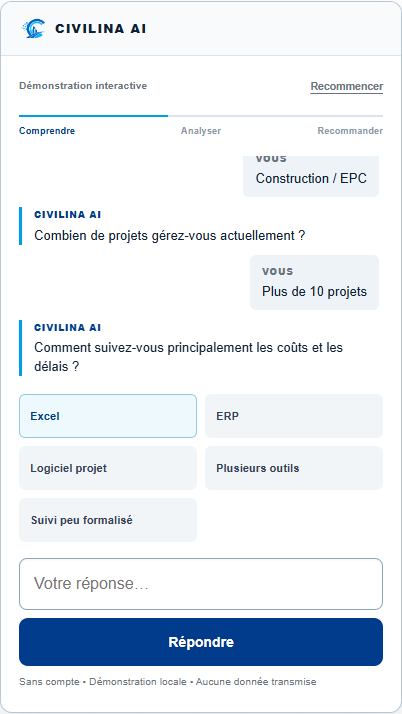 CIVILINA AI
Démonstration interactive
Recommencer
Comprendre
Analyser
Recommander
VOUS
Construction / EPC
CIVILINA AI
Combien de projets gérez-vous actuellement ?
VOUS
Plus de 10 projets
CIVILINA AI
Comment suivez-vous principalement les coûts et les
délais ?
Excel
ERP
Logiciel projet
Plusieurs outils
Suivi peu formalisé
Votre réponse…
Répondre
Sans compte • Démonstration locale • Aucune donnée transmise